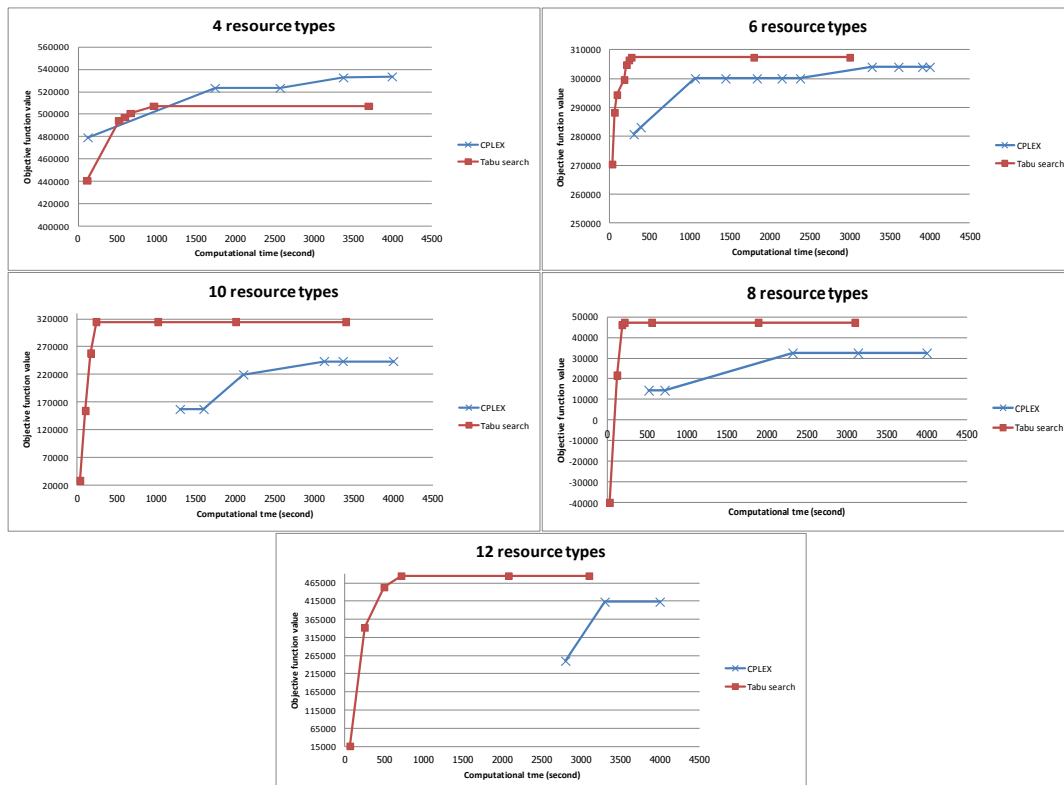 4 resource types
560000
540000
520000
500000
480000
460000
440000
420000
400000
0 500 1000 1500 2000 2500 3000 3500 4000 4500
Objective function value
Computational time (second)
CPLEX
Tabu search
6 resource types
310000
300000
290000
280000
270000
260000
250000
0 500 1000 1500 2000 2500 3000 3500 4000 4500
Objective function value
Computational time (second)
CPLEX
Tabu search
10 resource types
320000
270000
220000
170000
120000
70000
20000
0 500 1000 1500 2000 2500 3000 3500 4000 4500
Objective function value
Computational tme (second)
CPLEX
Tabu search
8 resource types
50000
40000
30000
20000
10000
0
-10000
-20000
-30000
-40000
0 500 1000 1500 2000 2500 3000 3500 4000 4500
Objective function value
Computational tme (second)
CPLEX
Tabu search
12 resource types
465000
415000
365000
315000
265000
215000
165000
115000
65000
15000
0 500 1000 1500 2000 2500 3000 3500 4000 4500
Objective function value
Computational tme (second)
CPLEX
Tabu search